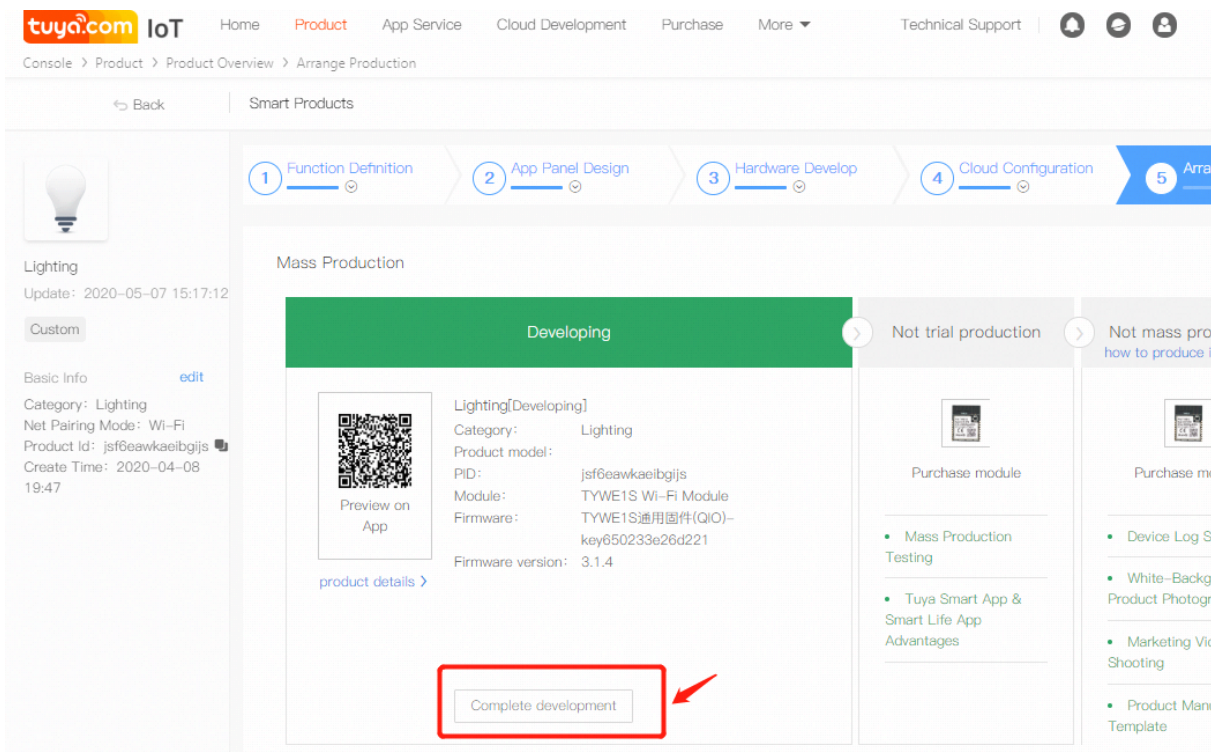 tuya.com IoT Home Product App Service Cloud Development Purchase More Technical Support
Console > Product > Product Overview > Arrange Production
Back
Smart Products
Lighting
Update: 2020-05-07 15:17:12
Custom
Basic Info edit
Category: Lighting
Net Pairing Mode: Wi-Fi
Product Id: jsf6eawkaeibgijs
Create Time: 2020-04-08
19:47
1 Function Definition
2 App Panel Design
3 Hardware Develop
4 Cloud Configuration
5 Arra
Mass Production
Developing
Lighting[Developing]
Category: Lighting
Product model:
PID: jsf6eawkaeibgijs
Module: TYWE1S Wi-Fi Module
Firmware: TYWE1S通用固件(QIO)-
key650233e26d221
Firmware version: 3.1.4
Preview on
App
product details >
Complete development
Not trial production
Purchase module
Mass Production
Testing
Tuya Smart App &
Smart Life App
Advantages
Not mass pro
how to produce i
Purchase mo
Device Log S
White-Backg
Product Photogr
Marketing Vid
Shooting
Product Manu
Template